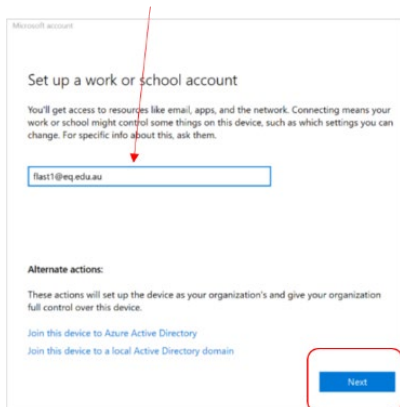 Microsoft account
Set up a work or school account
You'll get access to resources like email, apps, and the network. Connecting means your
work or school might control some things on this device, such as which settings you can
change. For specific info about this, ask them.
flast1@eq.edu.au
Alternate actions:
These actions will set up the device as your organization's and give your organization
full control over this device.
Join this device to Azure Active Directory
Join this device to a local Active Directory domain
Next